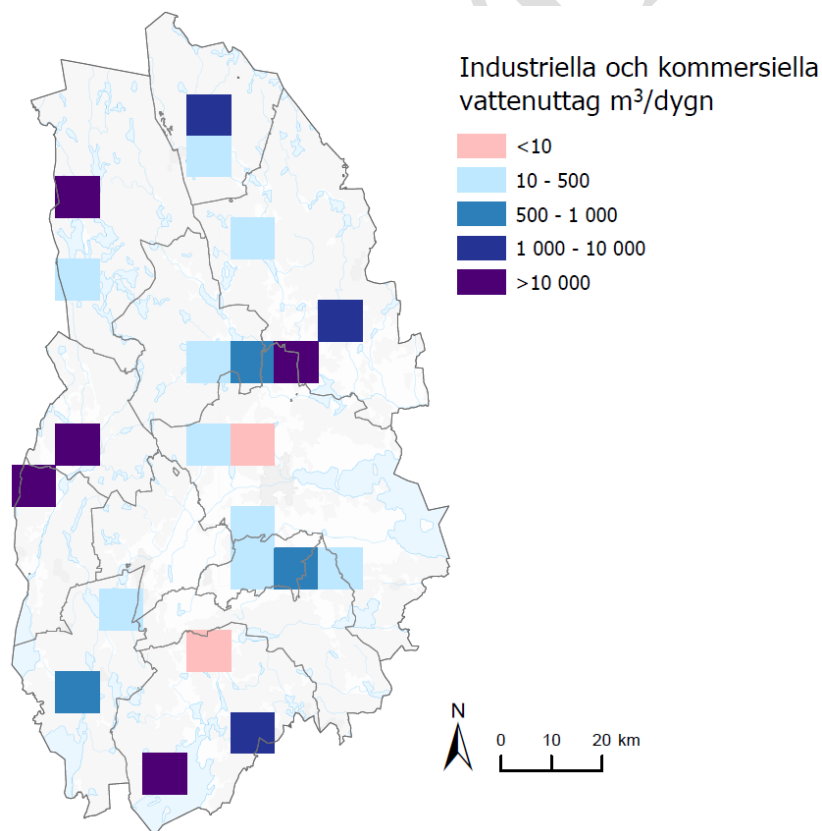 Industriella och kommersiella
vattenuttag m³/dygn
<10
10 - 500
500 - 1 000
1 000 - 10 000
>10 000
N
0 10 20 km